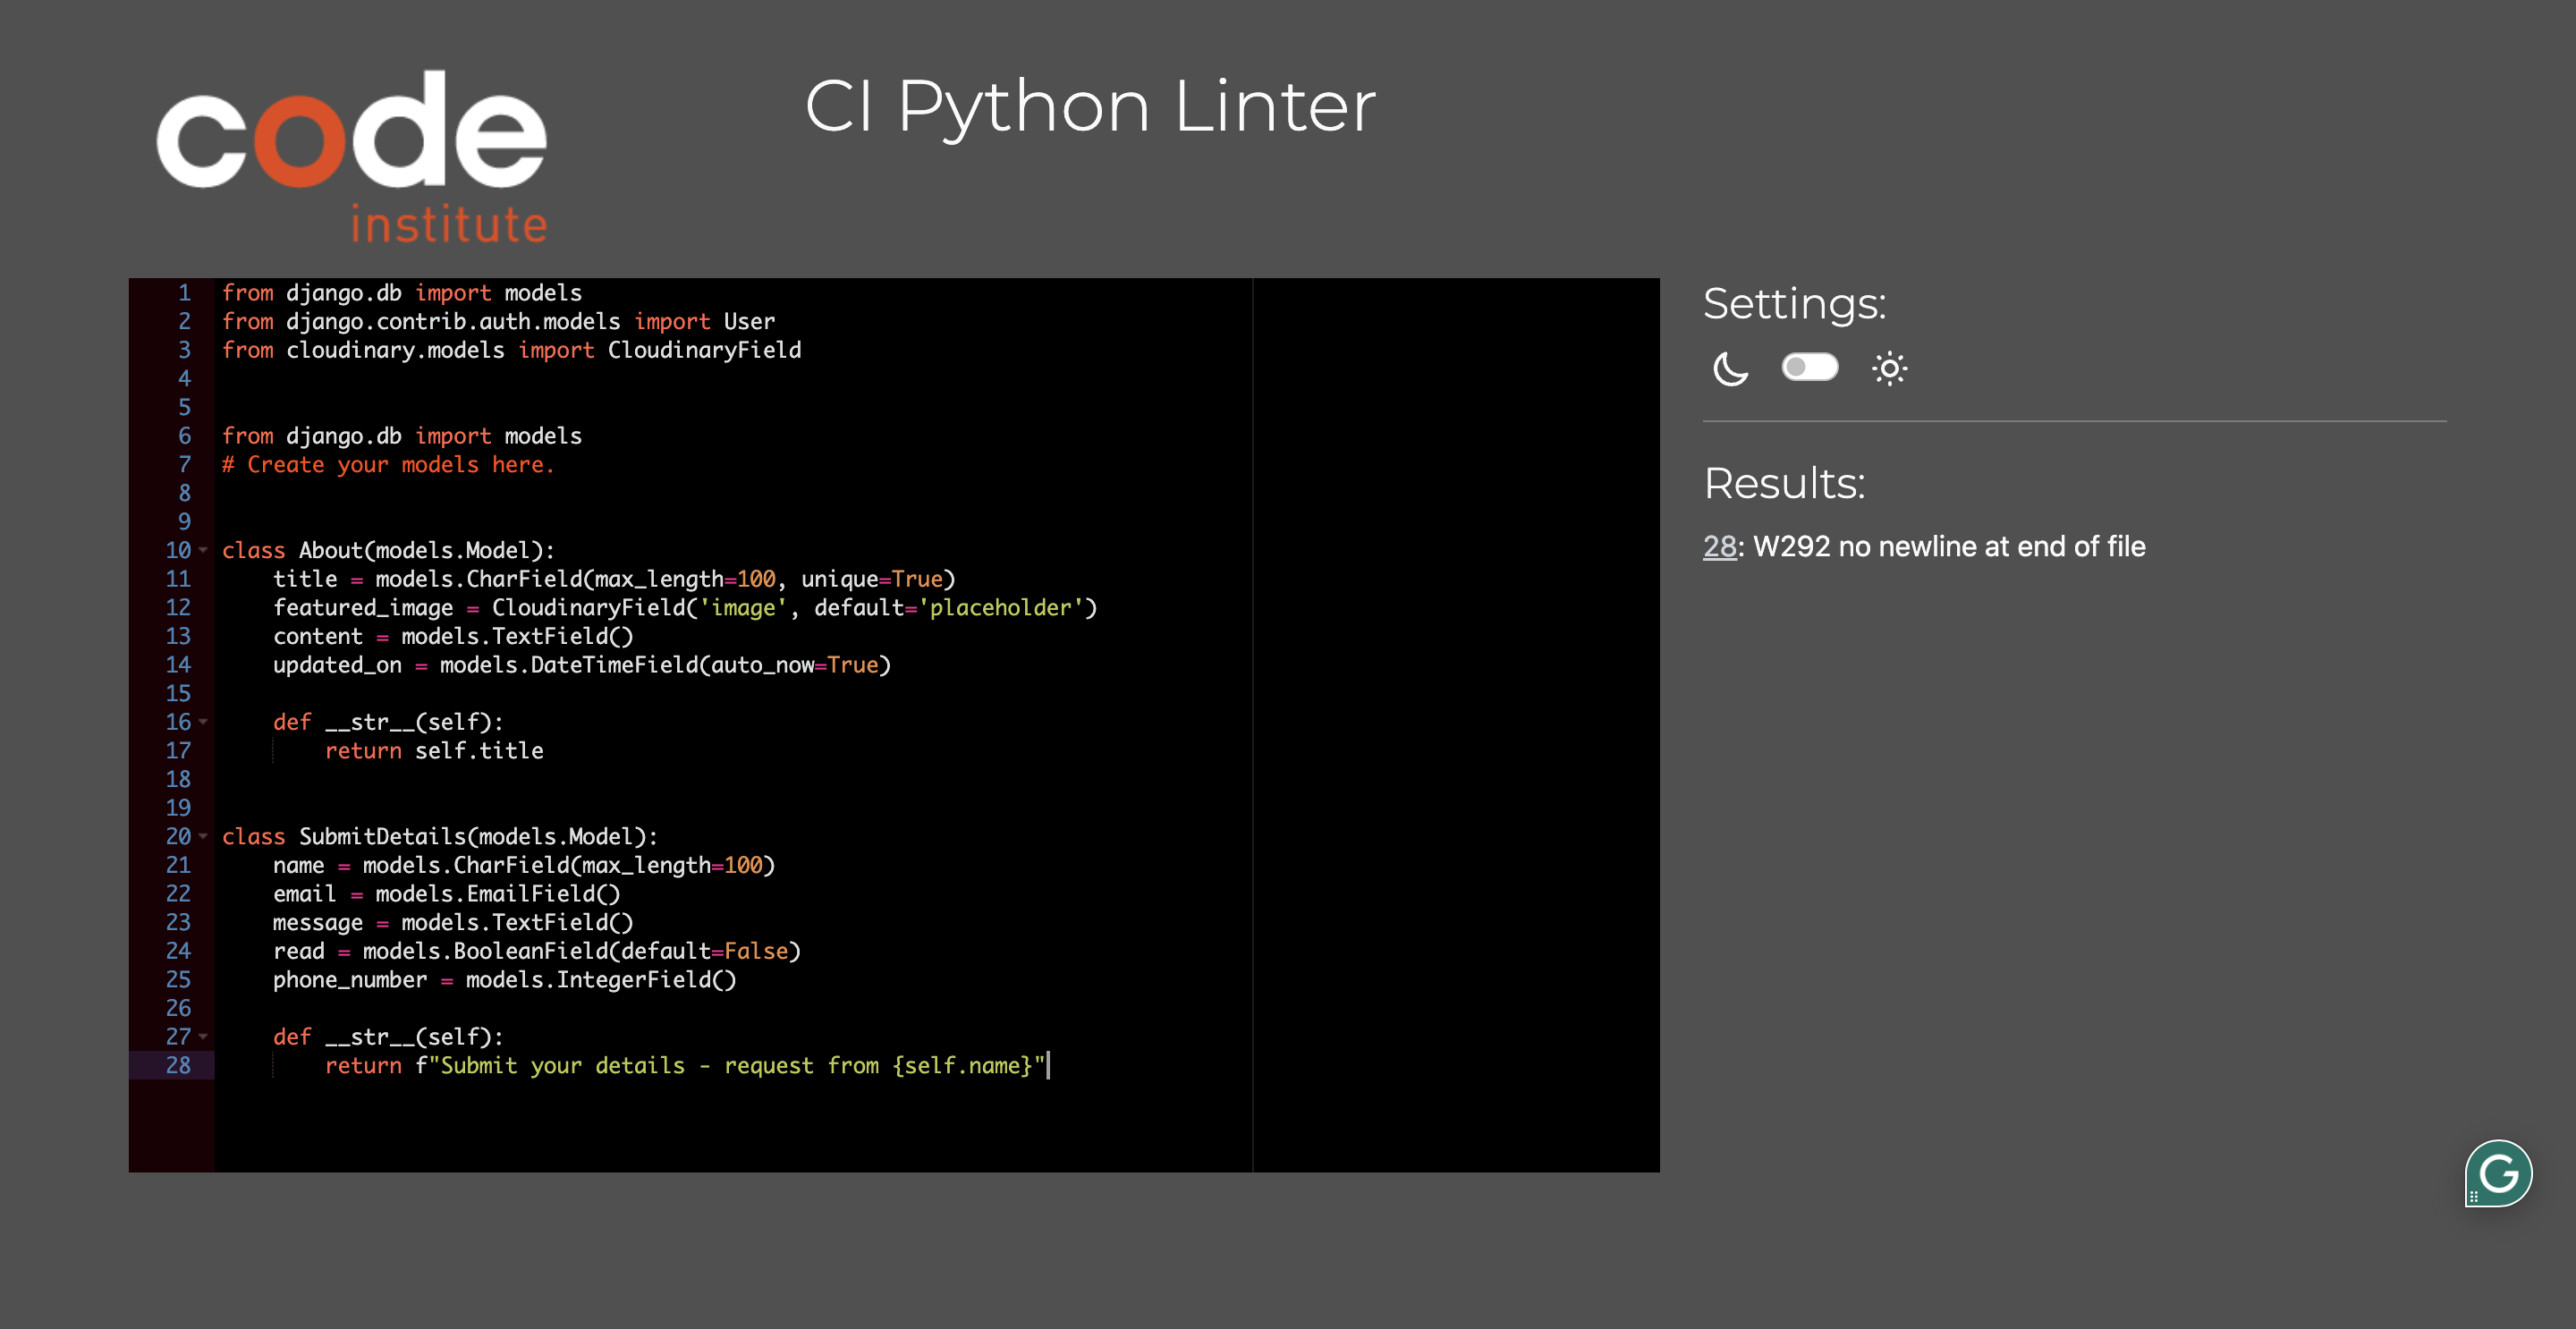 code
institute
CI Python Linter
1 from django.db import models
2 from django.contrib.auth.models import User
3 from cloudinary.models import CloudinaryField
4
5
6 from django.db import models
7 # Create your models here.
8
9
10 class About(models.Model):
11     title = models.CharField(max_length=100, unique=True)
12     featured_image = CloudinaryField('image', default='placeholder')
13     content = models.TextField()
14     updated_on = models.DateTimeField(auto_now=True)
15
16     def __str__(self):
17         return self.title
18
19
20 class SubmitDetails(models.Model):
21     name = models.CharField(max_length=100)
22     email = models.EmailField()
23     message = models.TextField()
24     read = models.BooleanField(default=False)
25     phone_number = models.IntegerField()
26
27     def __str__(self):
28         return f"Submit your details - request from {self.name}"
Settings:
Results:
28: W292 no newline at end of file
G